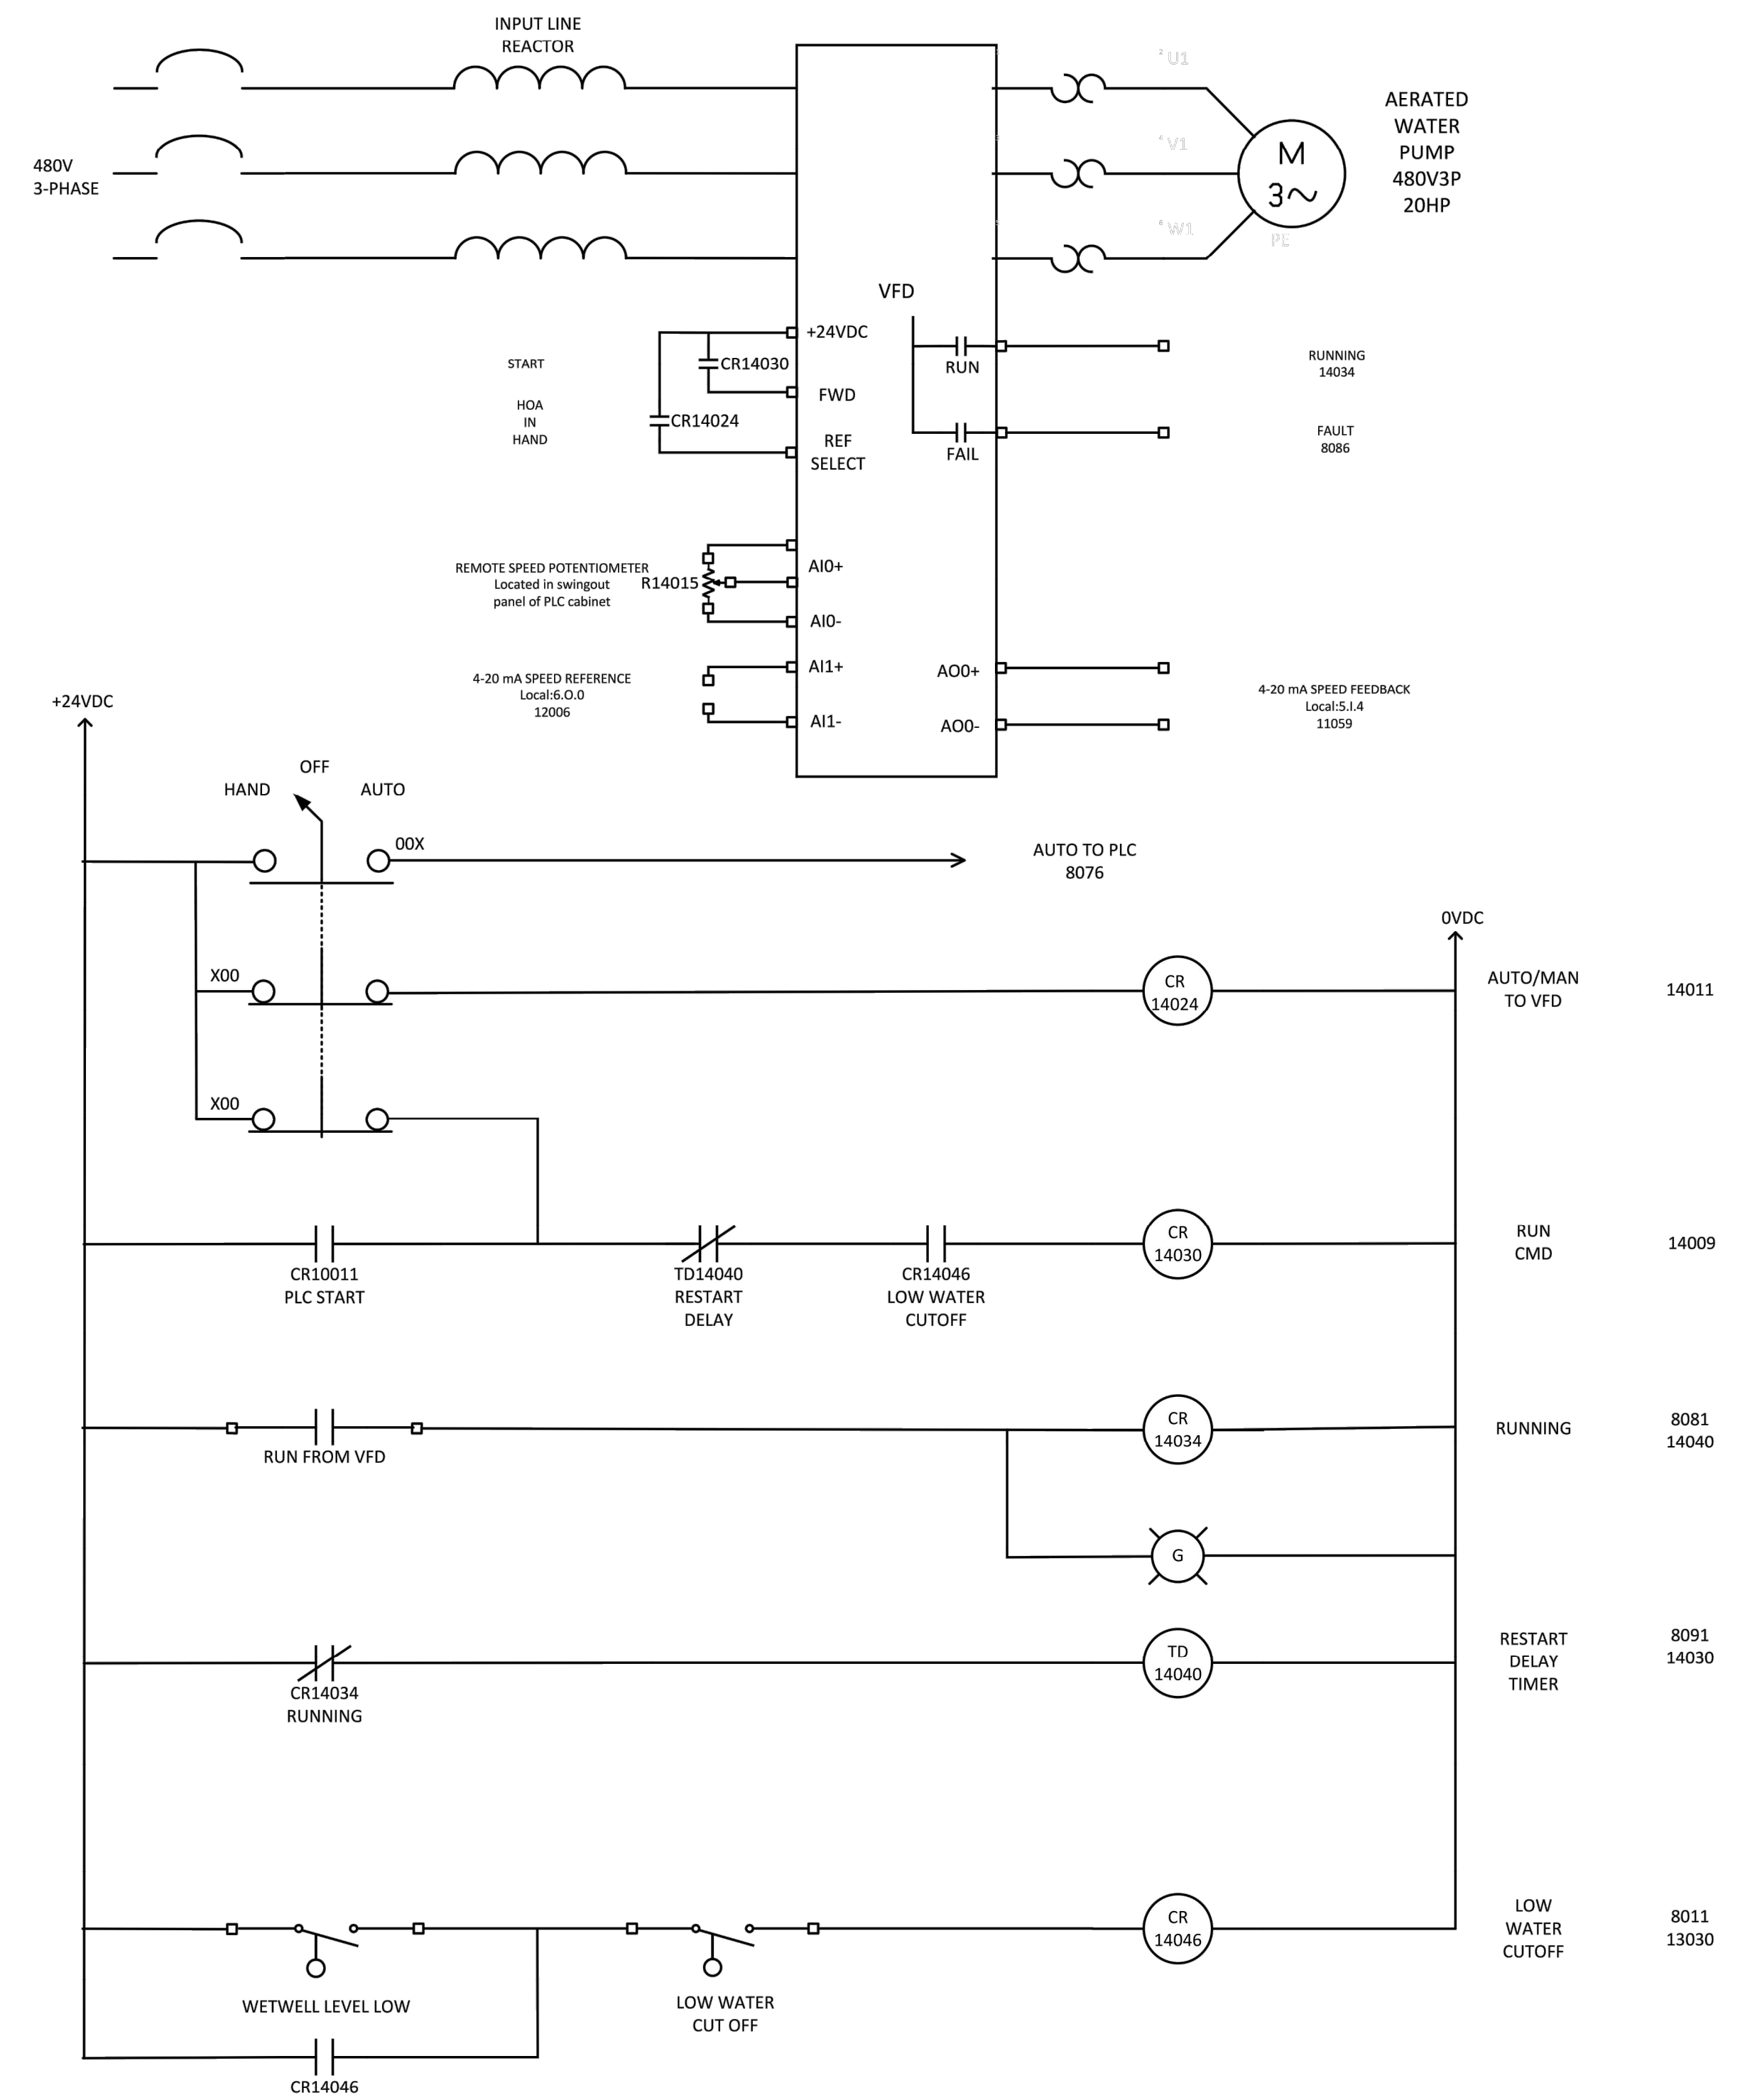 INPUT LINE
REACTOR
480V
3-PHASE
2 U1
4 V1
6 W1
PE
M
3~
AERATED
WATER
PUMP
480V3P
20HP
VFD
+24VDC
CR14030
FWD
CR14024
REF
SELECT
START
HOA
IN
HAND
RUN
FAIL
RUNNING
14034
FAULT
8086
REMOTE SPEED POTENTIOMETER
Located in swingout
panel of PLC cabinet
R14015
AI0+
AI0-
4-20 mA SPEED REFERENCE
Local:6.O.0
12006
AI1+
AI1-
AO0+
AO0-
4-20 mA SPEED FEEDBACK
Local:5.I.4
11059
+24VDC
OFF
HAND
AUTO
00X
AUTO TO PLC
8076
0VDC
X00
CR
14024
AUTO/MAN
TO VFD
14011
X00
CR10011
PLC START
TD14040
RESTART
DELAY
CR14046
LOW WATER
CUTOFF
CR
14030
RUN
CMD
14009
RUN FROM VFD
CR
14034
RUNNING
8081
14040
G
CR14034
RUNNING
TD
14040
RESTART
DELAY
TIMER
8091
14030
WETWELL LEVEL LOW
LOW WATER
CUT OFF
CR
14046
LOW
WATER
CUTOFF
8011
13030
CR14046